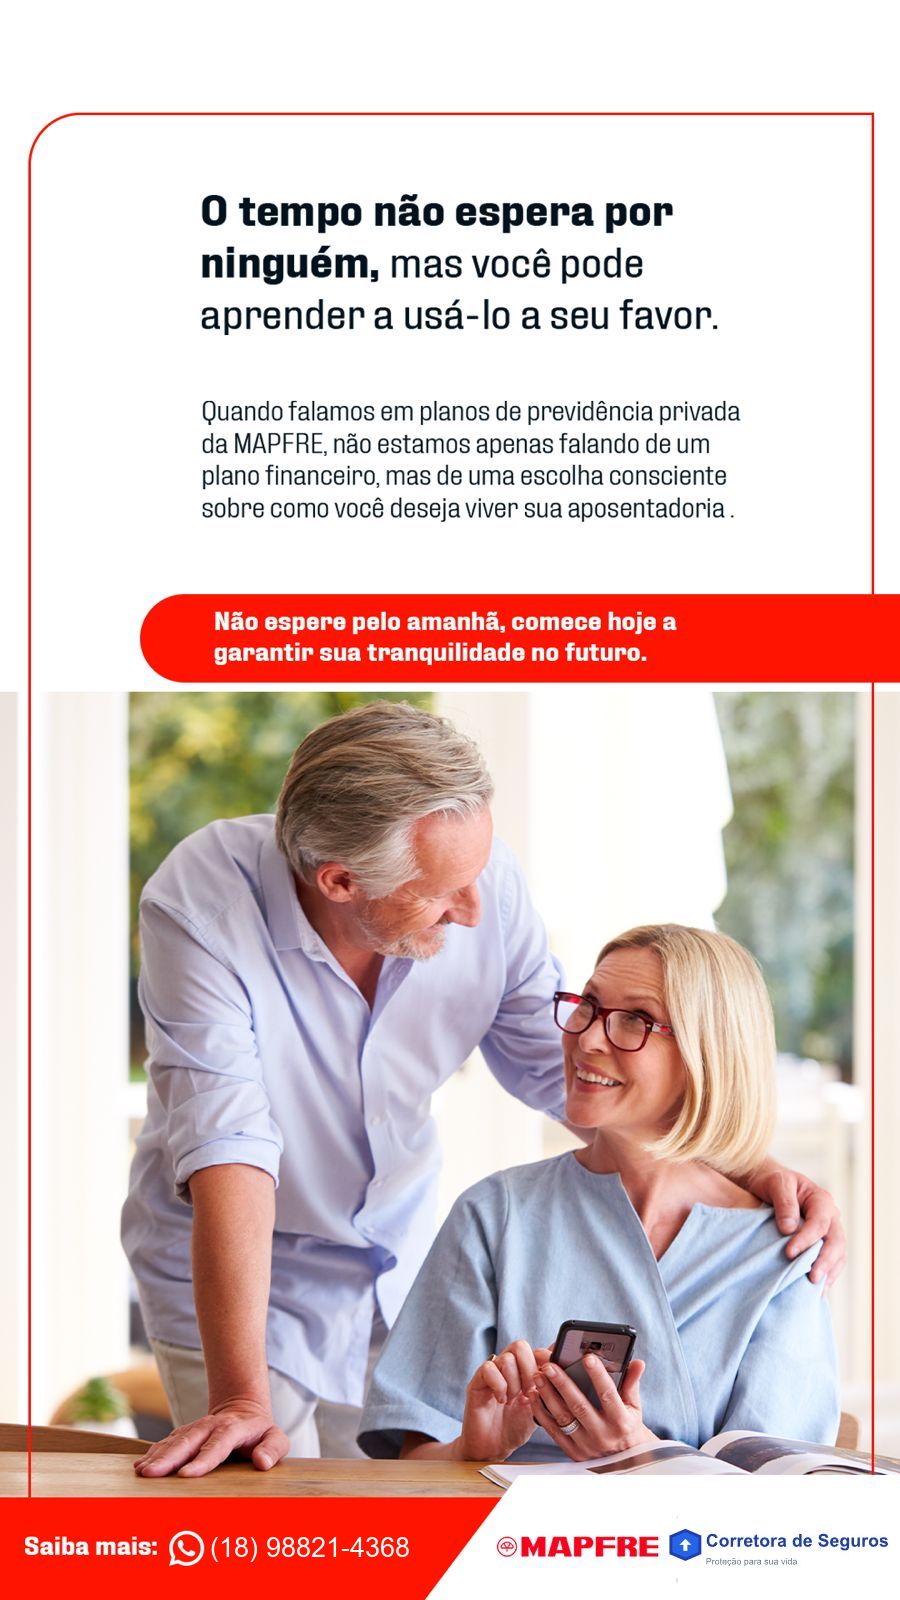 O tempo não espera por
ninguém, mas você pode
aprender a usá-lo a seu favor.
Quando falamos em planos de previdência privada
da MAPFRE, não estamos apenas falando de um
plano financeiro, mas de uma escolha consciente
sobre como você deseja viver sua aposentadoria .
Não espere pelo amanhã, comece hoje a
garantir sua tranquilidade no futuro.
Saiba mais: (18) 98821-4368
MAPFRE
Corretora de Seguros
Proteção para sua vida